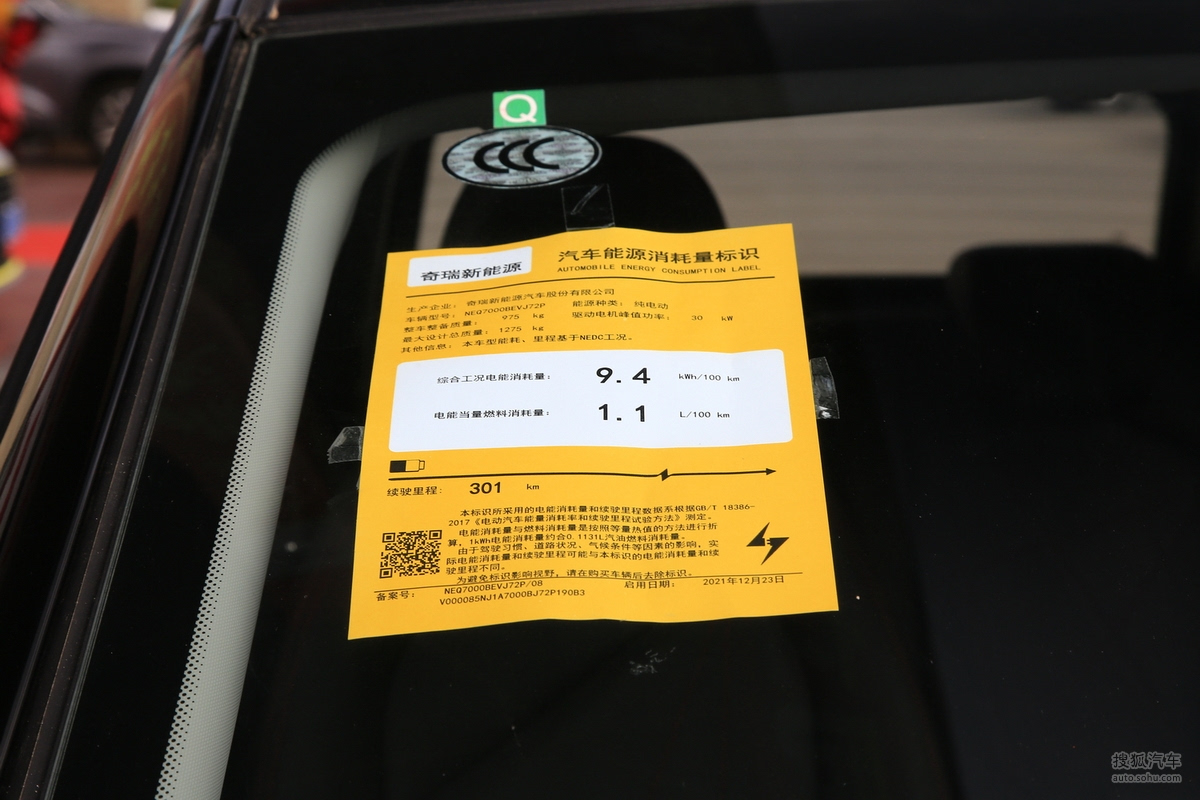 Q
CCC
奇瑞新能源
汽车能源消耗量标识
AUTOMOBILE ENERGY CONSUMPTION LABEL
生产企业: 奇瑞新能源汽车股份有限公司
车辆型号: NEQ7000BEVJ72P 能源种类: 纯电动
整车整备质量: 975 kg 驱动电机峰值功率: 30 kW
最大设计总质量: 1275 kg
其他信息: 本车型能耗、里程基于NEDC工况。
综合工况电能消耗量: 9.4 kWh/100 km
电能当量燃料消耗量: 1.1 L/100 km
续驶里程: 301 km
本标识所采用的电能消耗量和续驶里程数据系根据GB/T 18386-
2017《电动汽车能量消耗率和续驶里程试验方法》测定。
电能消耗量与燃料消耗量是按照等量热值的方法进行折
算，1kWh电能消耗量约合0.1131L汽油燃料消耗量。
由于驾驶习惯、道路状况、气候条件等因素的影响，实
际电能消耗量和续驶里程可能与本标识的电能消耗量和续
驶里程不同。
为避免标识影响视野，请在购买车辆后去除标识。
备案号: NEQ7000BEVJ72P/08 启用日期: 2021年12月23日
V000085NJ1A7000BJ72P190B3
搜狐汽车
auto.sohu.com